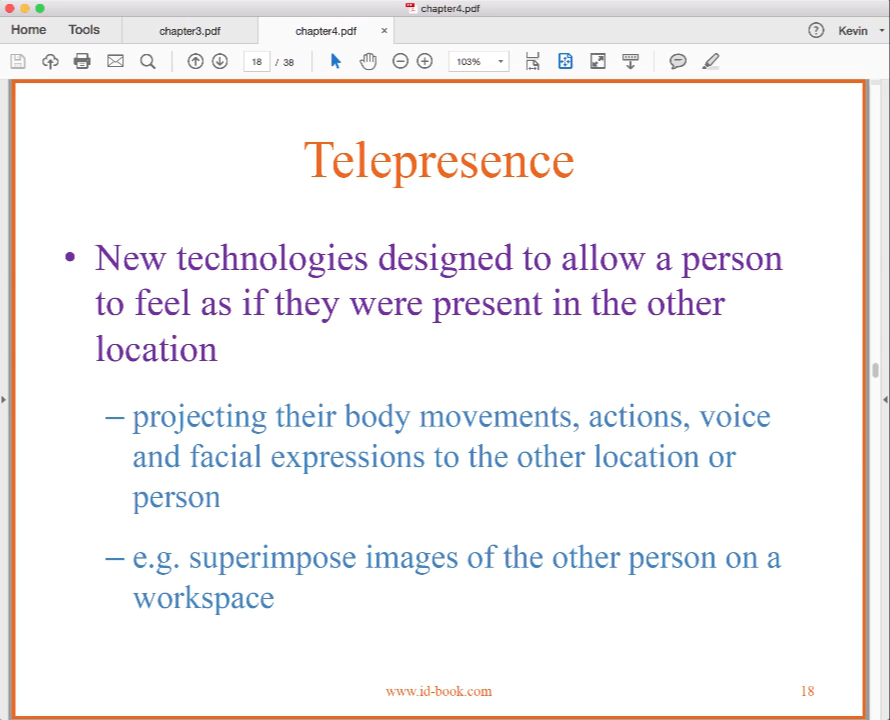 chapter4.pdf
Home Tools chapter3.pdf chapter4.pdf × ? Kevin
18 / 38 103%
Telepresence
• New technologies designed to allow a person
to feel as if they were present in the other
location
– projecting their body movements, actions, voice
and facial expressions to the other location or
person
– e.g. superimpose images of the other person on a
workspace
www.id-book.com 18